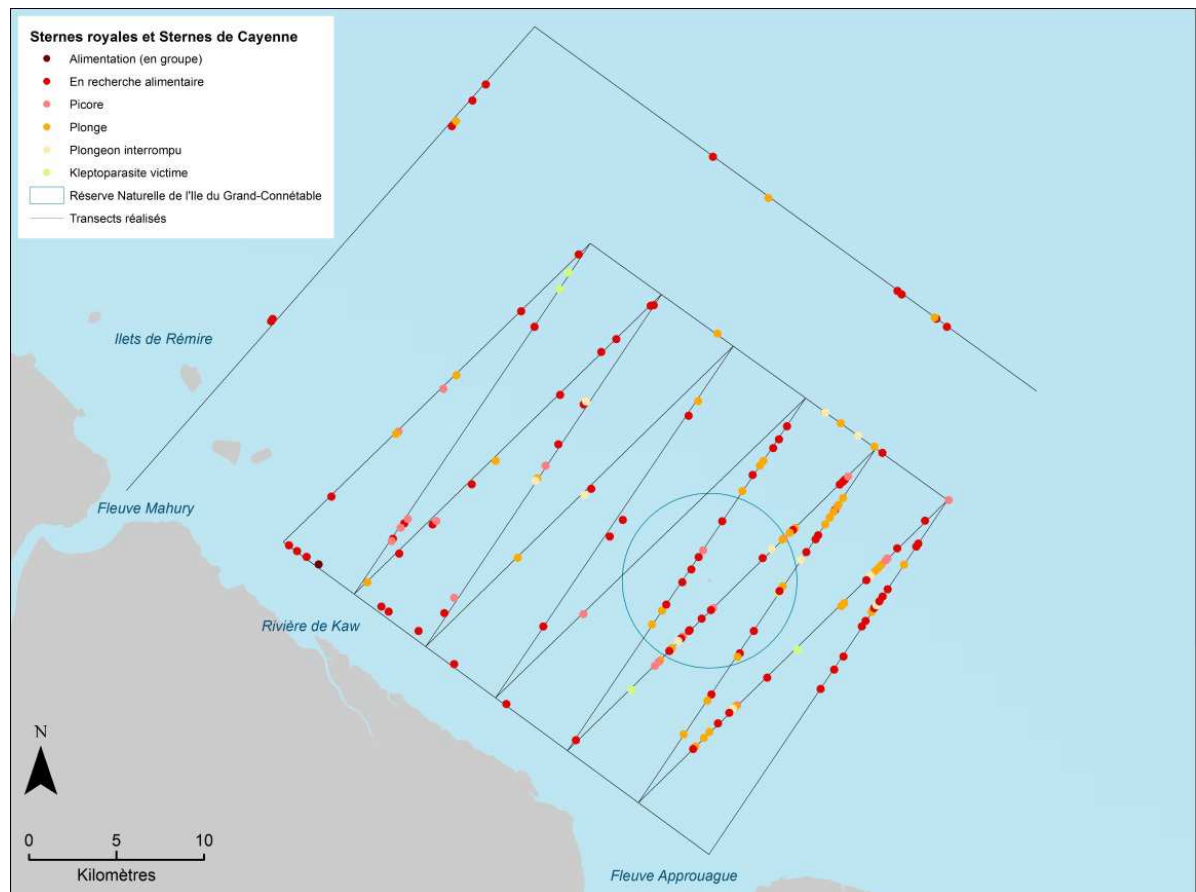 Sternes royales et Sternes de Cayenne
Alimentation (en groupe)
En recherche alimentaire
Picore
Plonge
Plongeon interrompu
Kleptoparasite victime
Réserve Naturelle de l'Ile du Grand-Connétable
Transects réalisés
Ilets de Rémire
Fleuve Mahury
Rivière de Kaw
Fleuve Approuague
N
0 5 10
Kilomètres